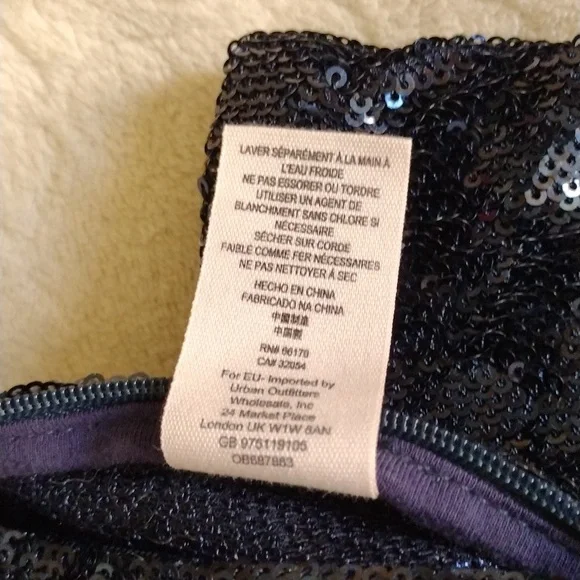 LAVER SÉPARÉMENT À LA MAIN À
L'EAU FROIDE
NE PAS ESSORER OU TORDRE
UTILISER UN AGENT DE
BLANCHIMENT SANS CHLORE SI
NÉCESSAIRE
SÉCHER SUR CORDE
FAIBLE COMME FER NÉCESSAIRES
NE PAS NETTOYER À SEC
HECHO EN CHINA
FABRICADO NA CHINA
中國制造
中国製
RN# 66170
CA# 32054
For EU- Imported by
Urban Outfitters
Wholesale, Inc
24 Market Place
London UK W1W 8AN
GB 975119105
OB687863